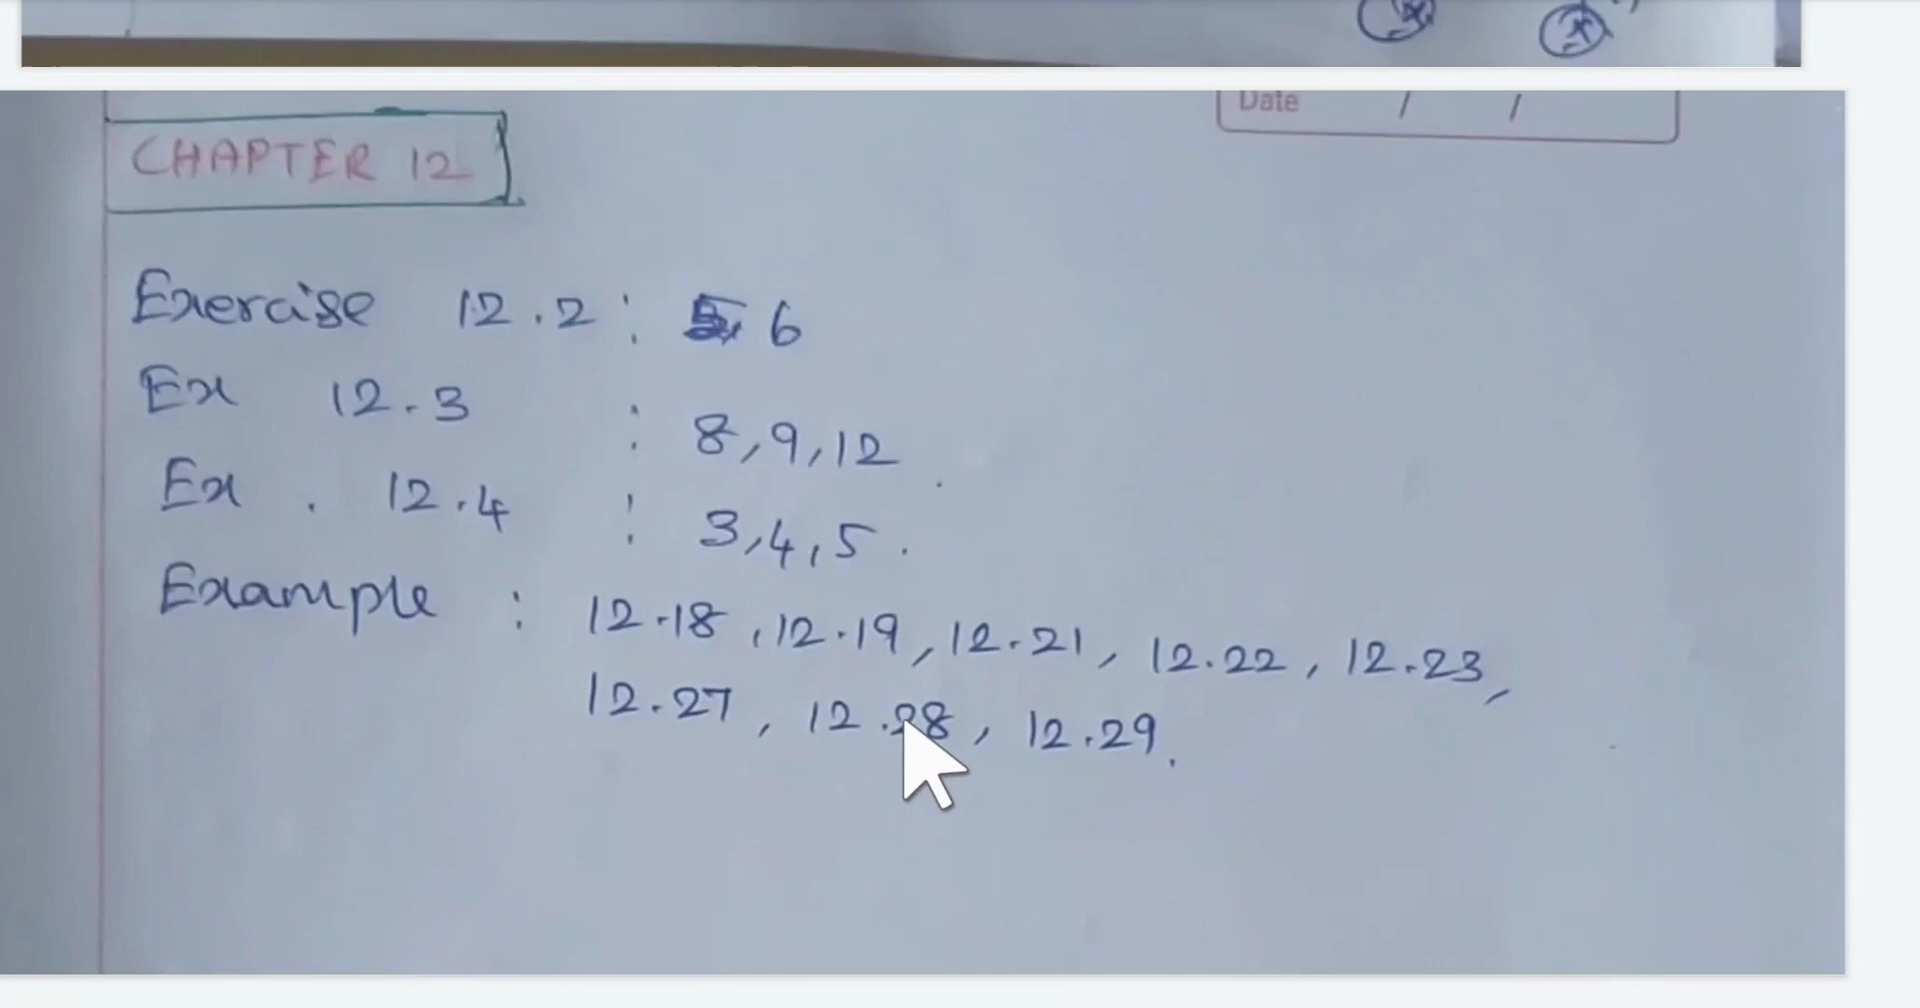 Date / /
CHAPTER 12
Exercise 12.2 : 6
Ex 12.3 : 8, 9, 12.
Ex . 12.4 : 3, 4, 5.
Example : 12.18, 12.19, 12.21, 12.22, 12.23,
12.27, 12.28, 12.29.